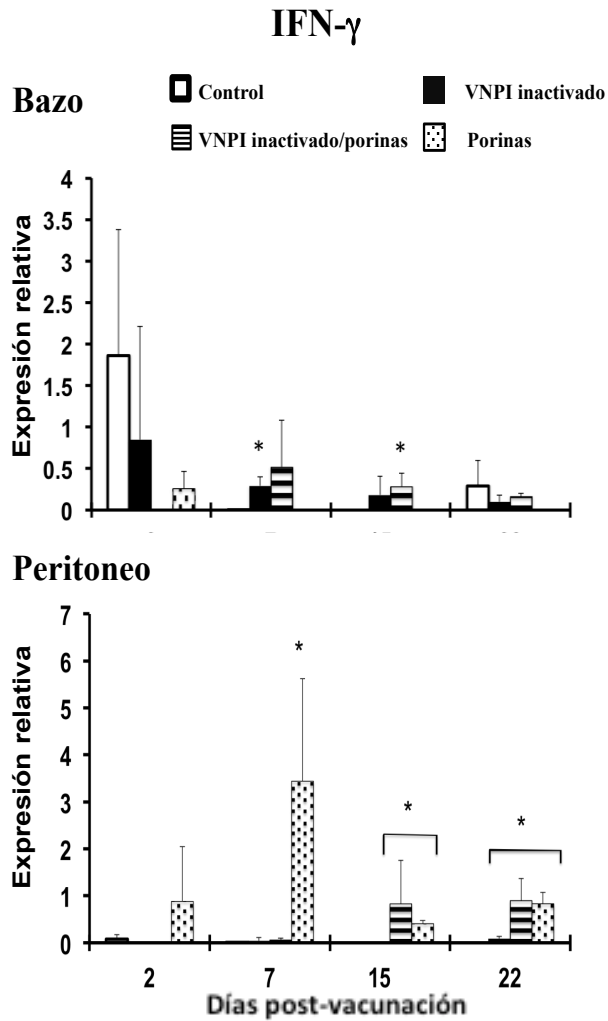 IFN-γ
Bazo
Control
VNPI inactivado
VNPI inactivado/porinas
Porinas
Expresión relativa
4
3.5
3
2.5
2
1.5
1
0.5
0
*
*
Peritoneo
Expresión relativa
7
6
5
4
3
2
1
0
*
*
*
2 7 15 22
Días post-vacunación